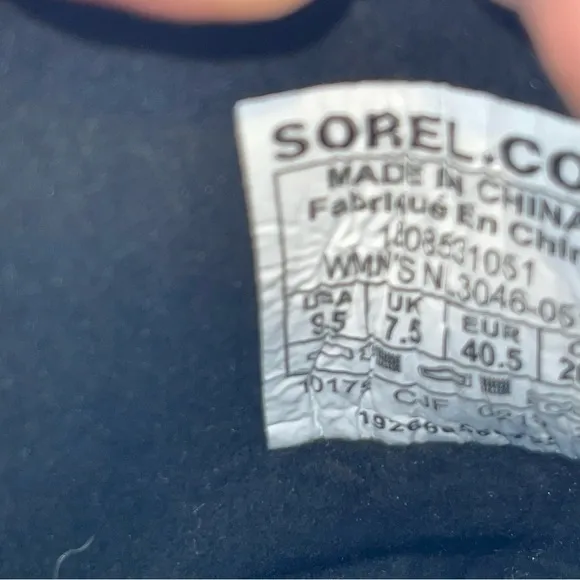 SOREL.CO
MADE IN CHINA
Fabriqué En Chin
1808531051
WMN'S NL3046-05
USA UK EUR
9.5 7.5 40.5
CJF